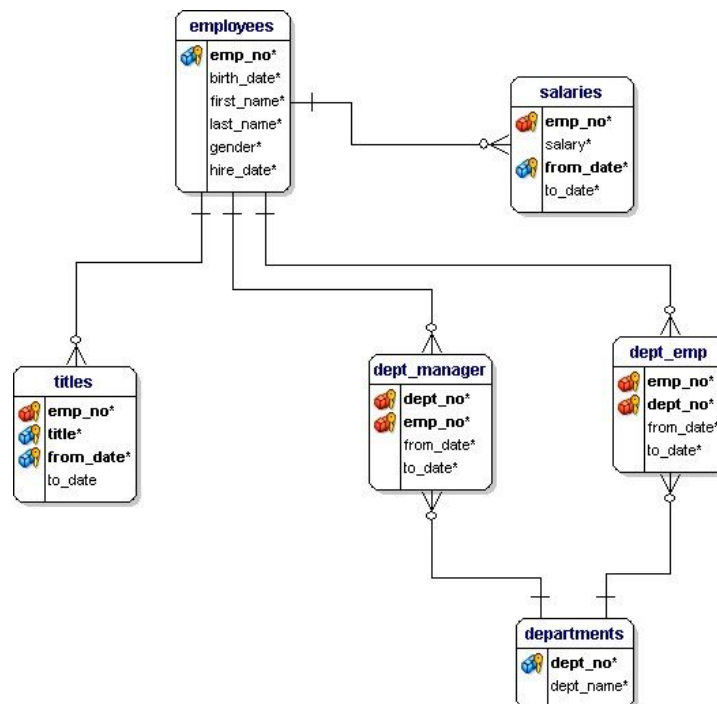 employees
emp_no*
birth_date*
first_name*
last_name*
gender*
hire_date*
salaries
emp_no*
salary*
from_date*
to_date*
titles
emp_no*
title*
from_date*
to_date
dept_manager
dept_no*
emp_no*
from_date*
to_date*
dept_emp
emp_no*
dept_no*
from_date*
to_date*
departments
dept_no*
dept_name*